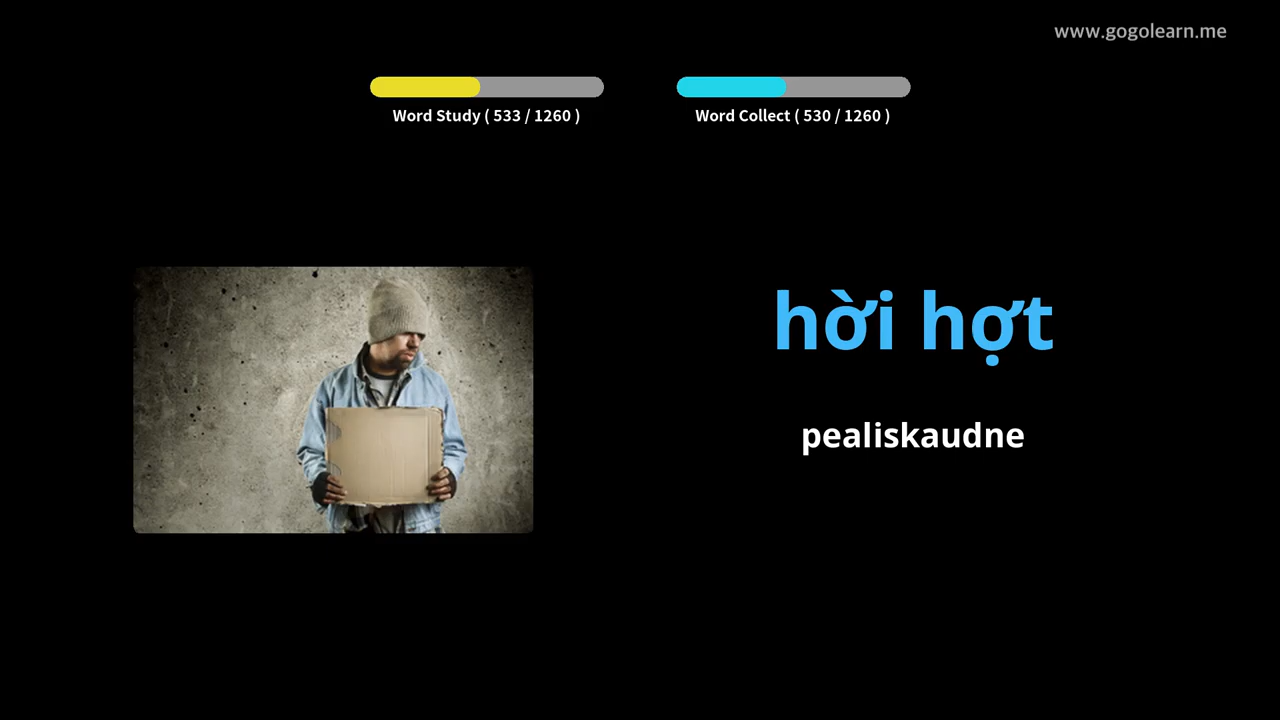 www.gogolearn.me
Word Study ( 533 / 1260 )
Word Collect ( 530 / 1260 )
hời hợt
pealiskaudne